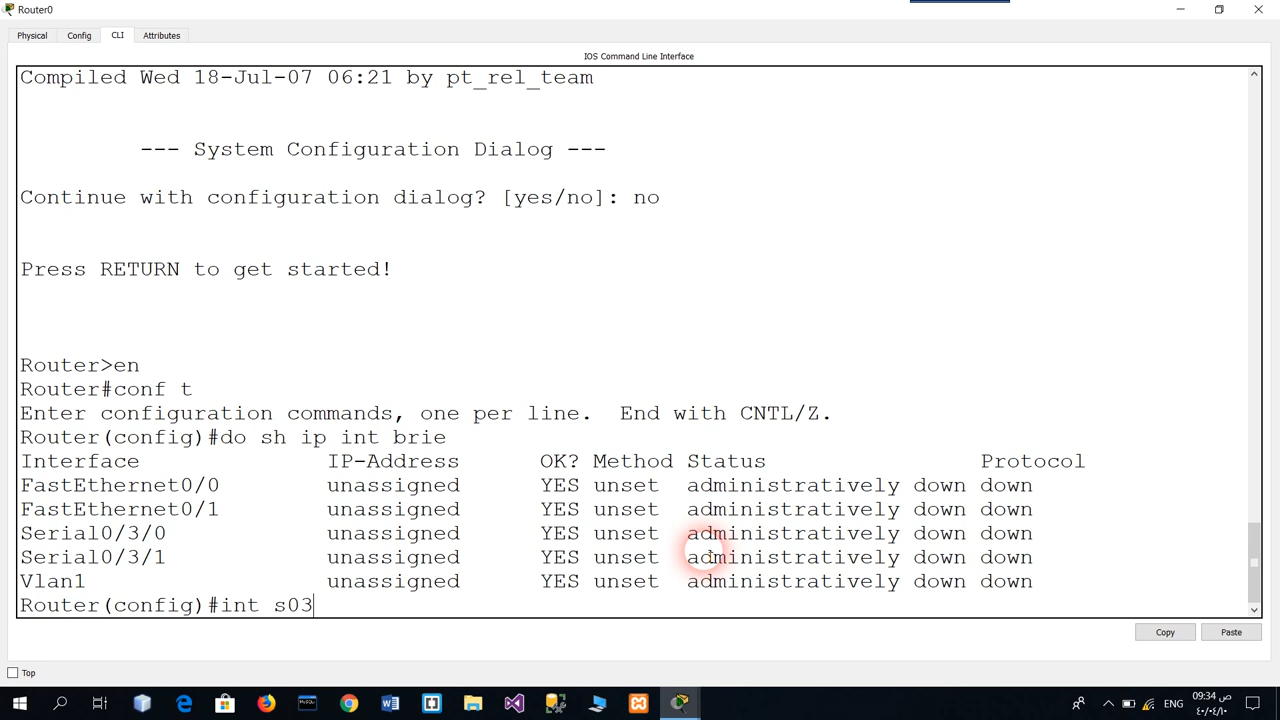 Router0
Physical Config CLI Attributes
IOS Command Line Interface
Compiled Wed 18-Jul-07 06:21 by pt_rel_team
--- System Configuration Dialog ---
Continue with configuration dialog? [yes/no]: no
Press RETURN to get started!
Router>en
Router#conf t
Enter configuration commands, one per line.  End with CNTL/Z.
Router(config)#do sh ip int brie
Interface IP-Address OK? Method Status Protocol
FastEthernet0/0 unassigned YES unset administratively down down
FastEthernet0/1 unassigned YES unset administratively down down
Serial0/3/0 unassigned YES unset administratively down down
Serial0/3/1 unassigned YES unset administratively down down
Vlan1 unassigned YES unset administratively down down
Router(config)#int s03
Copy Paste
Top
09:34 ص